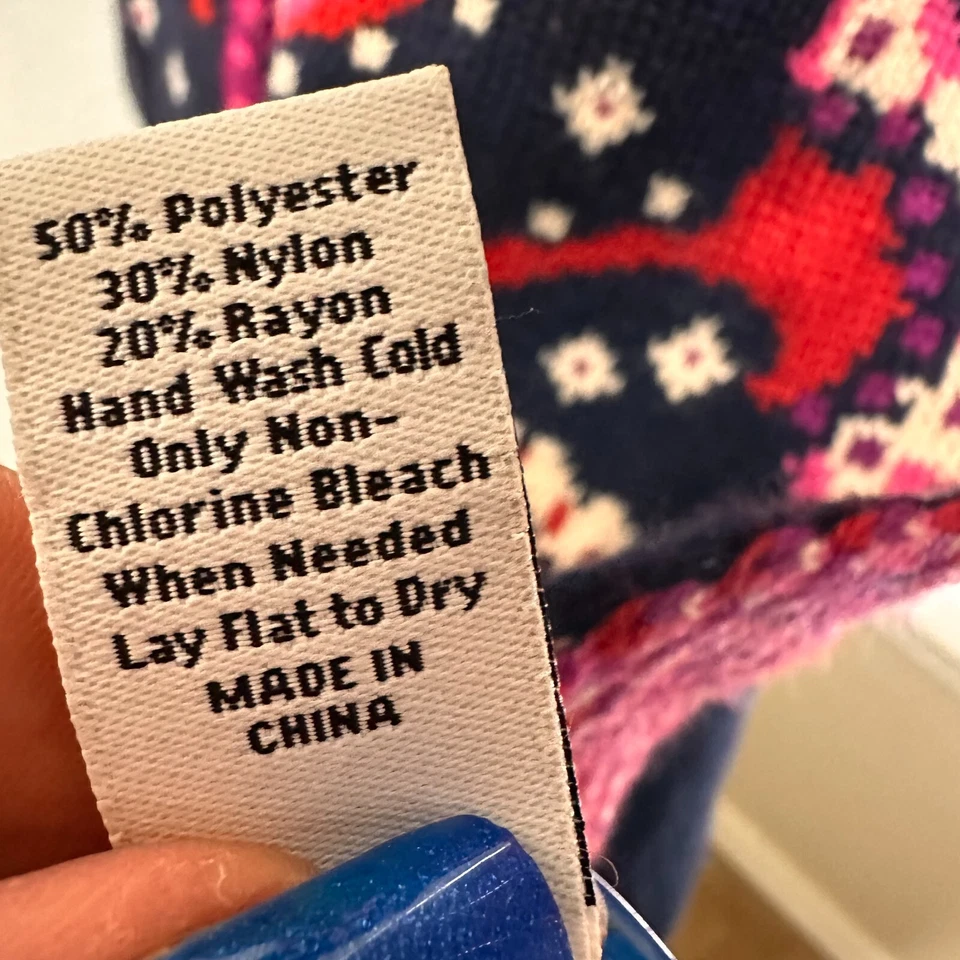 50% Polyester
30% Nylon
20% Rayon
Hand Wash Cold
Only Non-
Chlorine Bleach
When Needed
Lay Flat to Dry
MADE IN
CHINA